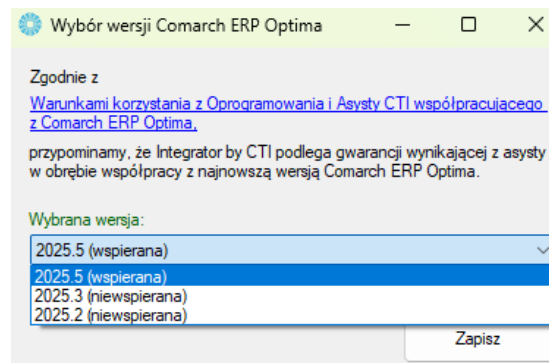 Wybór wersji Comarch ERP Optima
Zgodnie z
Warunkami korzystania z Oprogramowania i Asysty CTI współpracującego
z Comarch ERP Optima,
przypominamy, że Integrator by CTI podlega gwarancji wynikającej z asysty
w obrębie współpracy z najnowszą wersją Comarch ERP Optima.
Wybrana wersja:
2025.5 (wspierana)
2025.5 (wspierana)
2025.3 (niewspierana)
2025.2 (niewspierana)
Zapisz